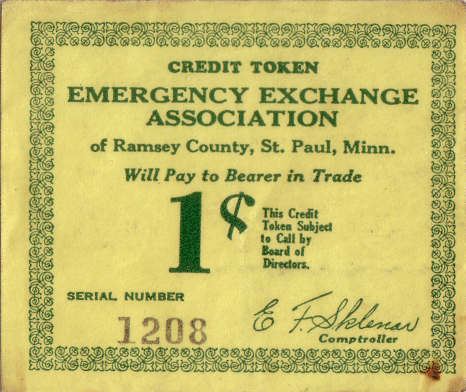 CREDIT TOKEN
EMERGENCY EXCHANGE
ASSOCIATION
of Ramsey County, St. Paul, Minn.
Will Pay to Bearer in Trade
1¢
This Credit
Token Subject
to Call by
Board of
Directors.
SERIAL NUMBER
1208
E. F. Sklenar
Comptroller